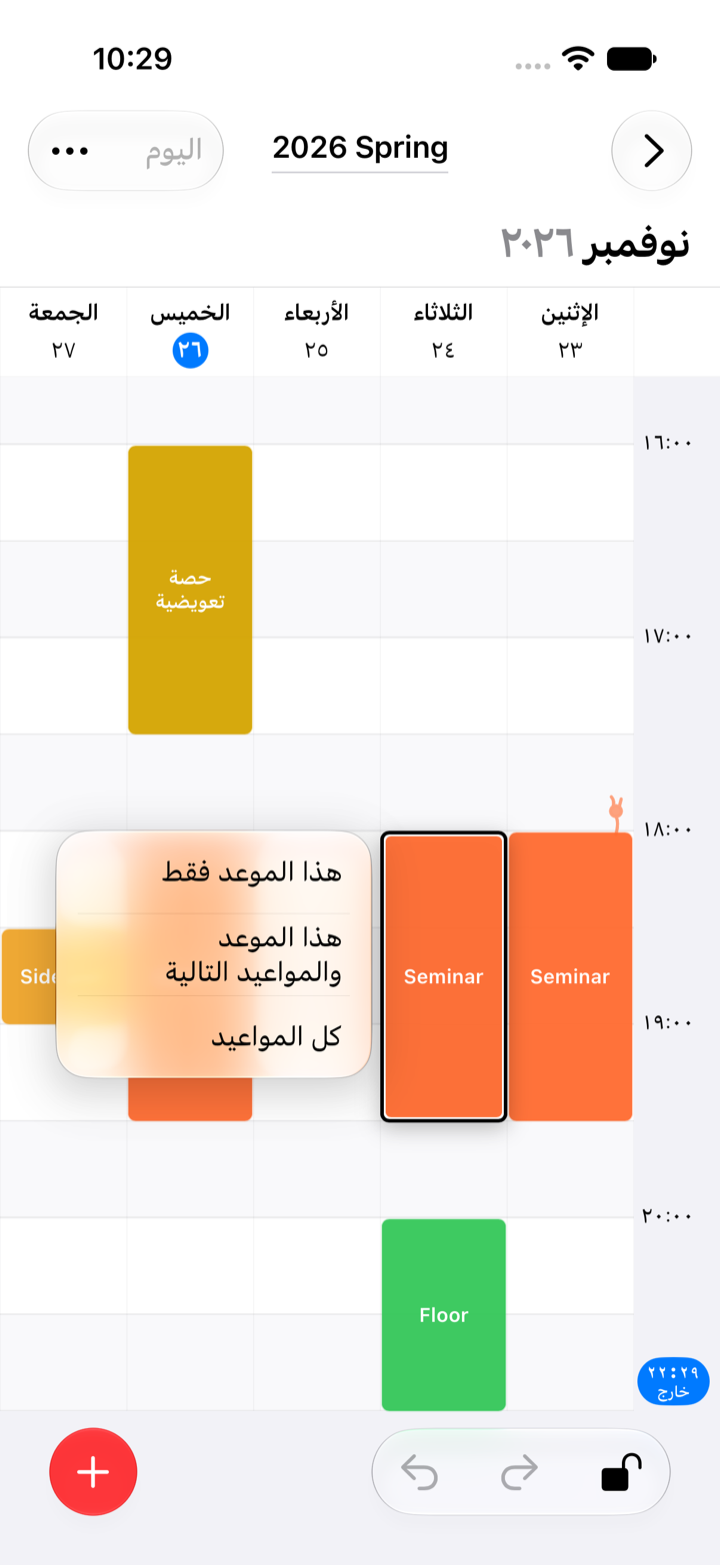 10:29
اليوم
2026 Spring
نوفمبر ٢٠٢٦
الإثنين
الثلاثاء
الأربعاء
الخميس
الجمعة
٢٣
٢٤
٢٥
٢٦
٢٧
١٦:٠٠
حصة
تعويضية
١٧:٠٠
١٨:٠٠
هذا الموعد فقط
هذا الموعد
والمواعيد التالية
كل المواعيد
Seminar
Seminar
Side
١٩:٠٠
٢٠:٠٠
Floor
٢٢:٢٩
خارج